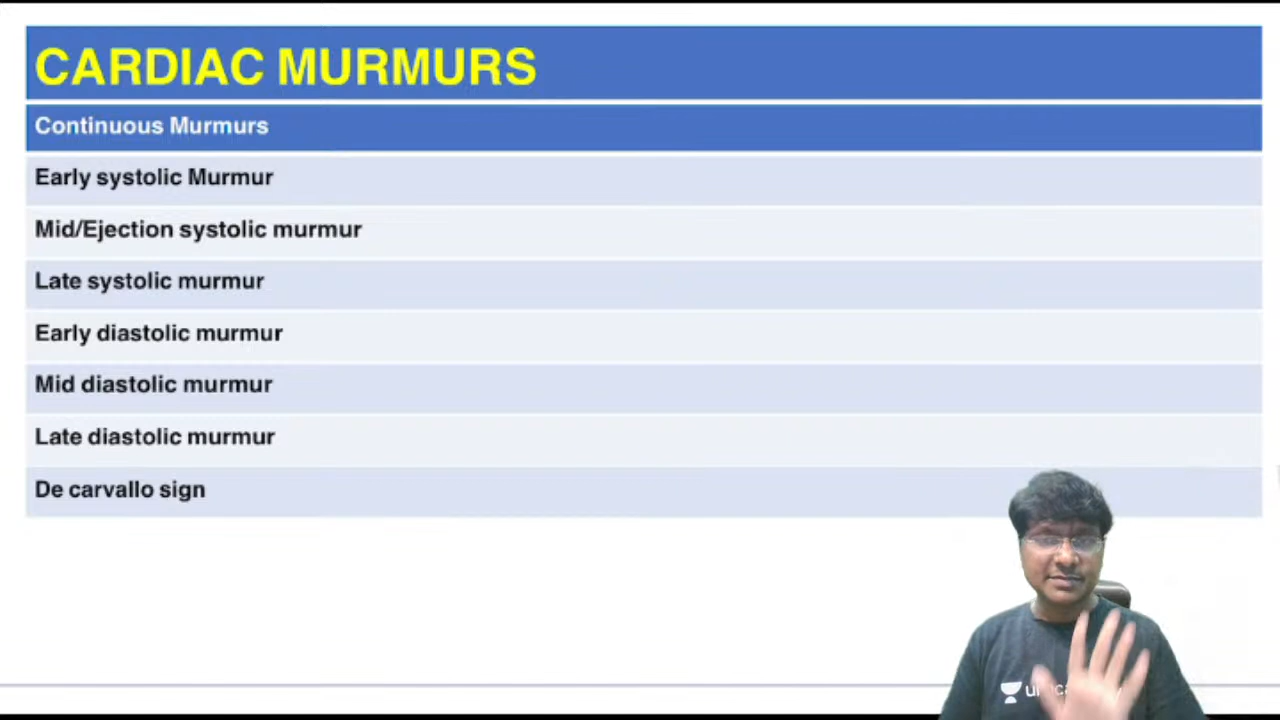 CARDIAC MURMURS
Continuous Murmurs
Early systolic Murmur
Mid/Ejection systolic murmur
Late systolic murmur
Early diastolic murmur
Mid diastolic murmur
Late diastolic murmur
De carvallo sign